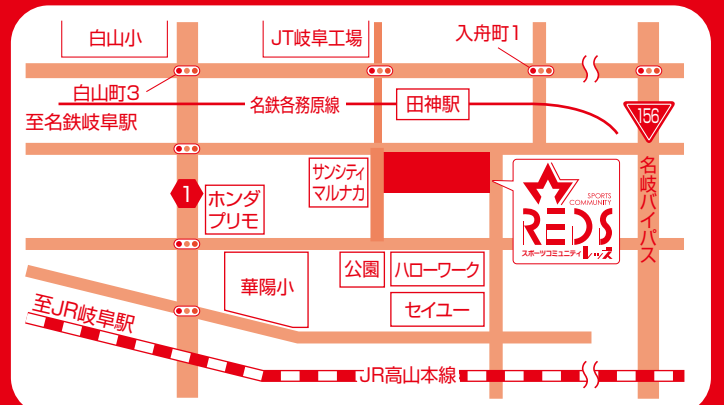 白山小
JT岐阜工場
入舟町1
白山町3
名鉄各務原線
田神駅
至名鉄岐阜駅
156
サンシティ
マルナカ
1
ホンダ
プリモ
SPORTS
COMMUNITY
REDS
スポーツコミュニティ レッズ
名岐バイパス
華陽小
公園
ハローワーク
セイユー
至JR岐阜駅
JR高山本線